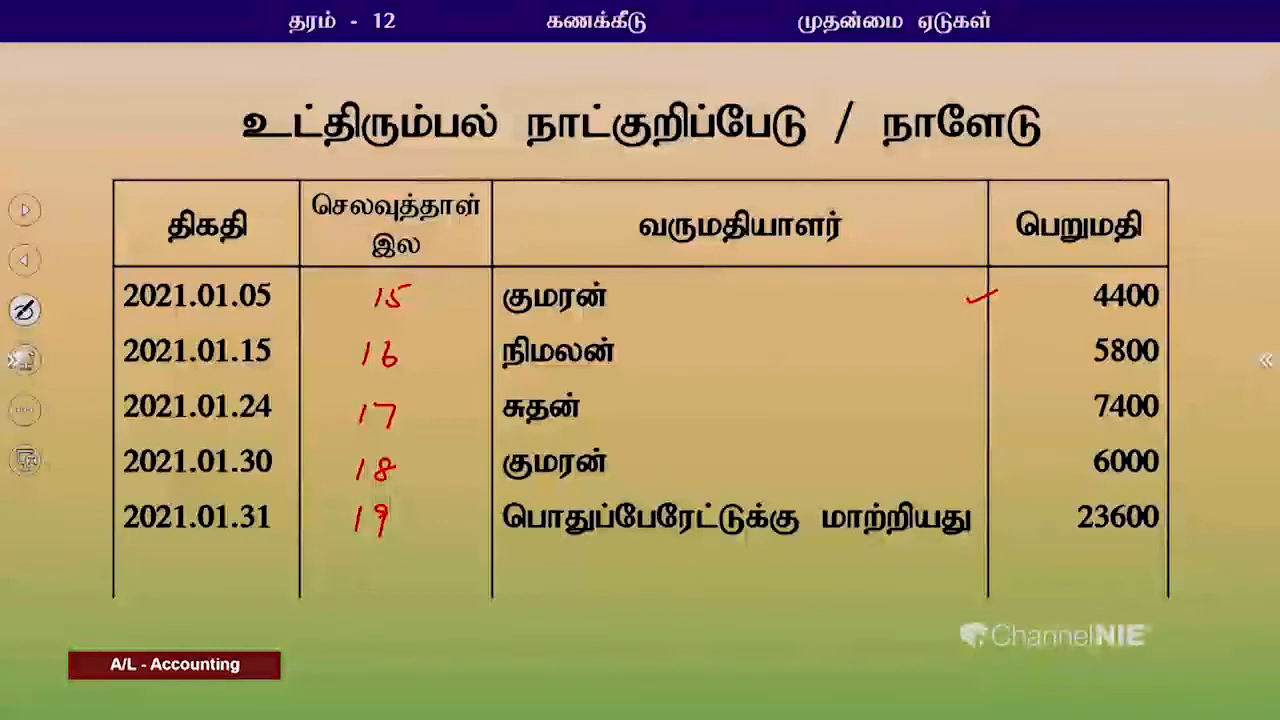 தரம் - 12 கணக்கீடு முதன்மை ஏடுகள்
உட்திரும்பல் நாட்குறிப்பேடு / நாளேடு
திகதி செலவுத்தாள் இல வருமதியாளர் பெறுமதி
2021.01.05 15 குமரன் 4400
2021.01.15 16 நிமலன் 5800
2021.01.24 17 சுதன் 7400
2021.01.30 18 குமரன் 6000
2021.01.31 19 பொதுப்பேரேட்டுக்கு மாற்றியது 23600
ChannelNIE
A/L - Accounting